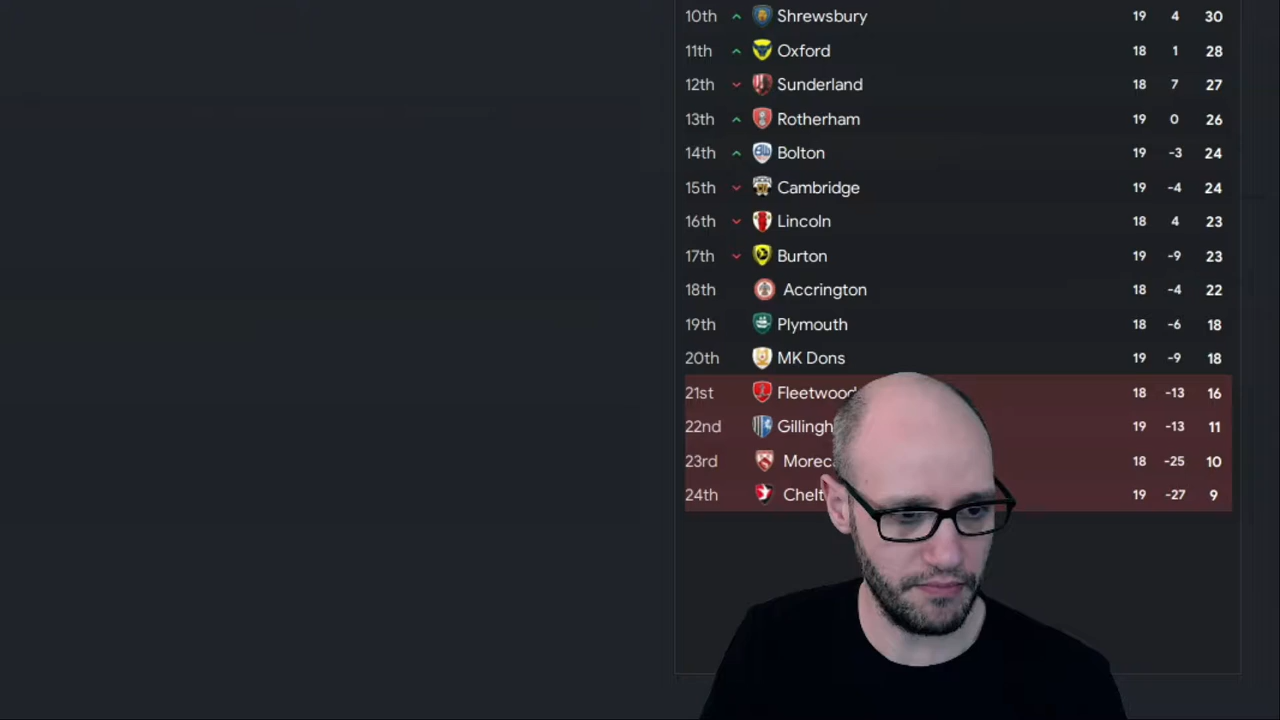 10th Shrewsbury 19 4 30
11th Oxford 18 1 28
12th Sunderland 18 7 27
13th Rotherham 19 0 26
14th Bolton 19 -3 24
15th Cambridge 19 -4 24
16th Lincoln 18 4 23
17th Burton 19 -9 23
18th Accrington 18 -4 22
19th Plymouth 18 -6 18
20th MK Dons 19 -9 18
21st Fleetwood 18 -13 16
22nd Gillingh 19 -13 11
23rd Morec 18 -25 10
24th Chelt 19 -27 9